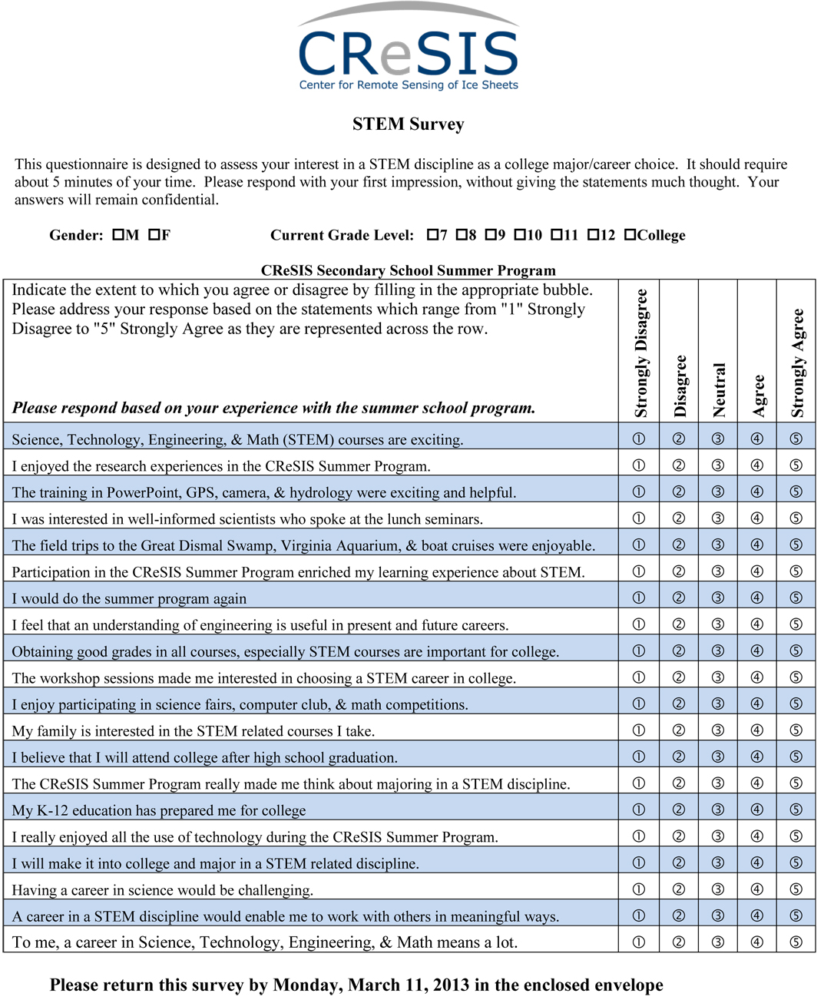 CReSIS
Center for Remote Sensing of Ice Sheets
STEM Survey
This questionnaire is designed to assess your interest in a STEM discipline as a college major/career choice.  It should require
about 5 minutes of your time.  Please respond with your first impression, without giving the statements much thought.  Your
answers will remain confidential.
Gender: ☐M ☐F Current Grade Level: ☐7 ☐8 ☐9 ☐10 ☐11 ☐12 ☐College
CReSIS Secondary School Summer Program
Indicate the extent to which you agree or disagree by filling in the appropriate bubble.
Please address your response based on the statements which range from "1" Strongly
Disagree to "5" Strongly Agree as they are represented across the row.
Please respond based on your experience with the summer school program.
Strongly Disagree
Disagree
Neutral
Agree
Strongly Agree
Science, Technology, Engineering, & Math (STEM) courses are exciting. ① ② ③ ④ ⑤
I enjoyed the research experiences in the CReSIS Summer Program. ① ② ③ ④ ⑤
The training in PowerPoint, GPS, camera, & hydrology were exciting and helpful. ① ② ③ ④ ⑤
I was interested in well-informed scientists who spoke at the lunch seminars. ① ② ③ ④ ⑤
The field trips to the Great Dismal Swamp, Virginia Aquarium, & boat cruises were enjoyable. ① ② ③ ④ ⑤
Participation in the CReSIS Summer Program enriched my learning experience about STEM. ① ② ③ ④ ⑤
I would do the summer program again ① ② ③ ④ ⑤
I feel that an understanding of engineering is useful in present and future careers. ① ② ③ ④ ⑤
Obtaining good grades in all courses, especially STEM courses are important for college. ① ② ③ ④ ⑤
The workshop sessions made me interested in choosing a STEM career in college. ① ② ③ ④ ⑤
I enjoy participating in science fairs, computer club, & math competitions. ① ② ③ ④ ⑤
My family is interested in the STEM related courses I take. ① ② ③ ④ ⑤
I believe that I will attend college after high school graduation. ① ② ③ ④ ⑤
The CReSIS Summer Program really made me think about majoring in a STEM discipline. ① ② ③ ④ ⑤
My K-12 education has prepared me for college ① ② ③ ④ ⑤
I really enjoyed all the use of technology during the CReSIS Summer Program. ① ② ③ ④ ⑤
I will make it into college and major in a STEM related discipline. ① ② ③ ④ ⑤
Having a career in science would be challenging. ① ② ③ ④ ⑤
A career in a STEM discipline would enable me to work with others in meaningful ways. ① ② ③ ④ ⑤
To me, a career in Science, Technology, Engineering, & Math means a lot. ① ② ③ ④ ⑤
Please return this survey by Monday, March 11, 2013 in the enclosed envelope